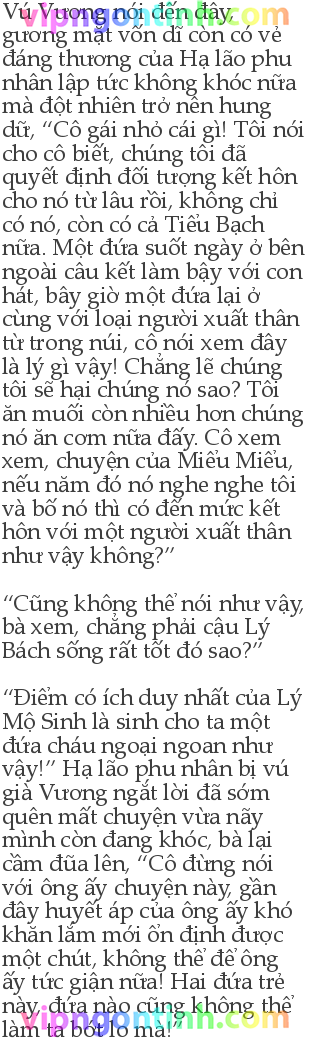 Vú Vương nói đến đây,
vipngontinh.com
gương mặt vốn dĩ còn có vẻ
đáng thương của Hạ lão phu
nhân lập tức không khóc nữa
mà đột nhiên trở nên hung
dữ, “Cô gái nhỏ cái gì! Tôi nói
cho cô biết, chúng tôi đã
quyết định đối tượng kết hôn
cho nó từ lâu rồi, không chỉ
có nó, còn có cả Tiểu Bạch
nữa. Một đứa suốt ngày ở bên
ngoài câu kết làm bậy với con
hát, bây giờ một đứa lại ở
cùng với loại người xuất thân
từ trong núi, cô nói xem đây
là lý gì vậy! Chẳng lẽ chúng
tôi sẽ hại chúng nó sao? Tôi
ăn muối còn nhiều hơn chúng
nó ăn cơm nữa đấy. Cô xem
xem, chuyện của Miểu Miểu,
nếu năm đó nó nghe nghe tôi
và bố nó thì có đến mức kết
hôn với một người xuất thân
như vậy không?”
“Cũng không thể nói như vậy,
bà xem, chẳng phải cậu Lý
Bách sống rất tốt đó sao?”
“Điểm có ích duy nhất của Lý
Mộ Sinh là sinh cho ta một
đứa cháu ngoại ngoan như
vậy!” Hạ lão phu nhân bị vú
già Vương ngắt lời đã sớm
quên mất chuyện vừa nãy
mình còn đang khóc, bà lại
cầm đũa lên, “Cô đừng nói
với ông ấy chuyện này, gần
đây huyết áp của ông ấy khó
khăn lắm mới ổn định được
một chút, không thể để ông
ấy tức giận nữa! Hai đứa trẻ
này, đứa nào cũng không thể
vipngontinh.com
làm ta bớt lo mà!”